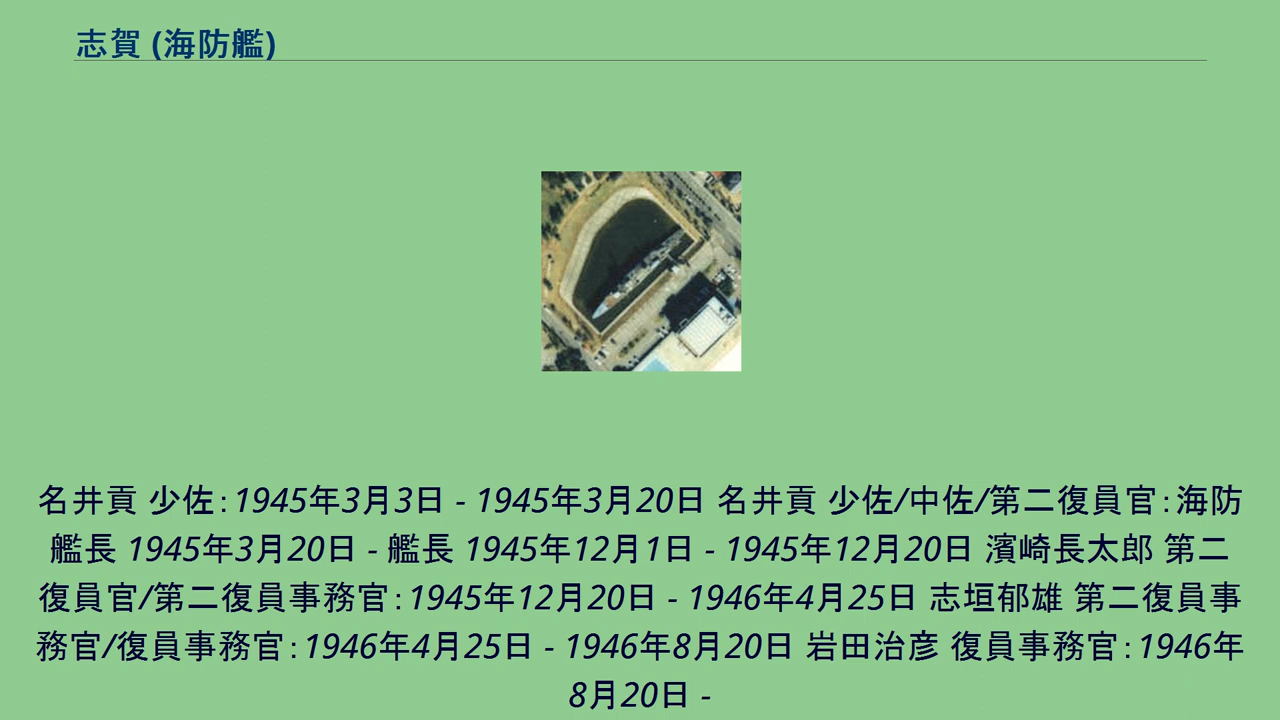 志賀 (海防艦)
名井貢 少佐：1945年3月3日 - 1945年3月20日 名井貢 少佐/中佐/第二復員官：海防
艦長 1945年3月20日 - 艦長 1945年12月1日 - 1945年12月20日 濱崎長太郎 第二
復員官/第二復員事務官：1945年12月20日 - 1946年4月25日 志垣郁雄 第二復員事
務官/復員事務官：1946年4月25日 - 1946年8月20日 岩田治彦 復員事務官：1946年
8月20日 -